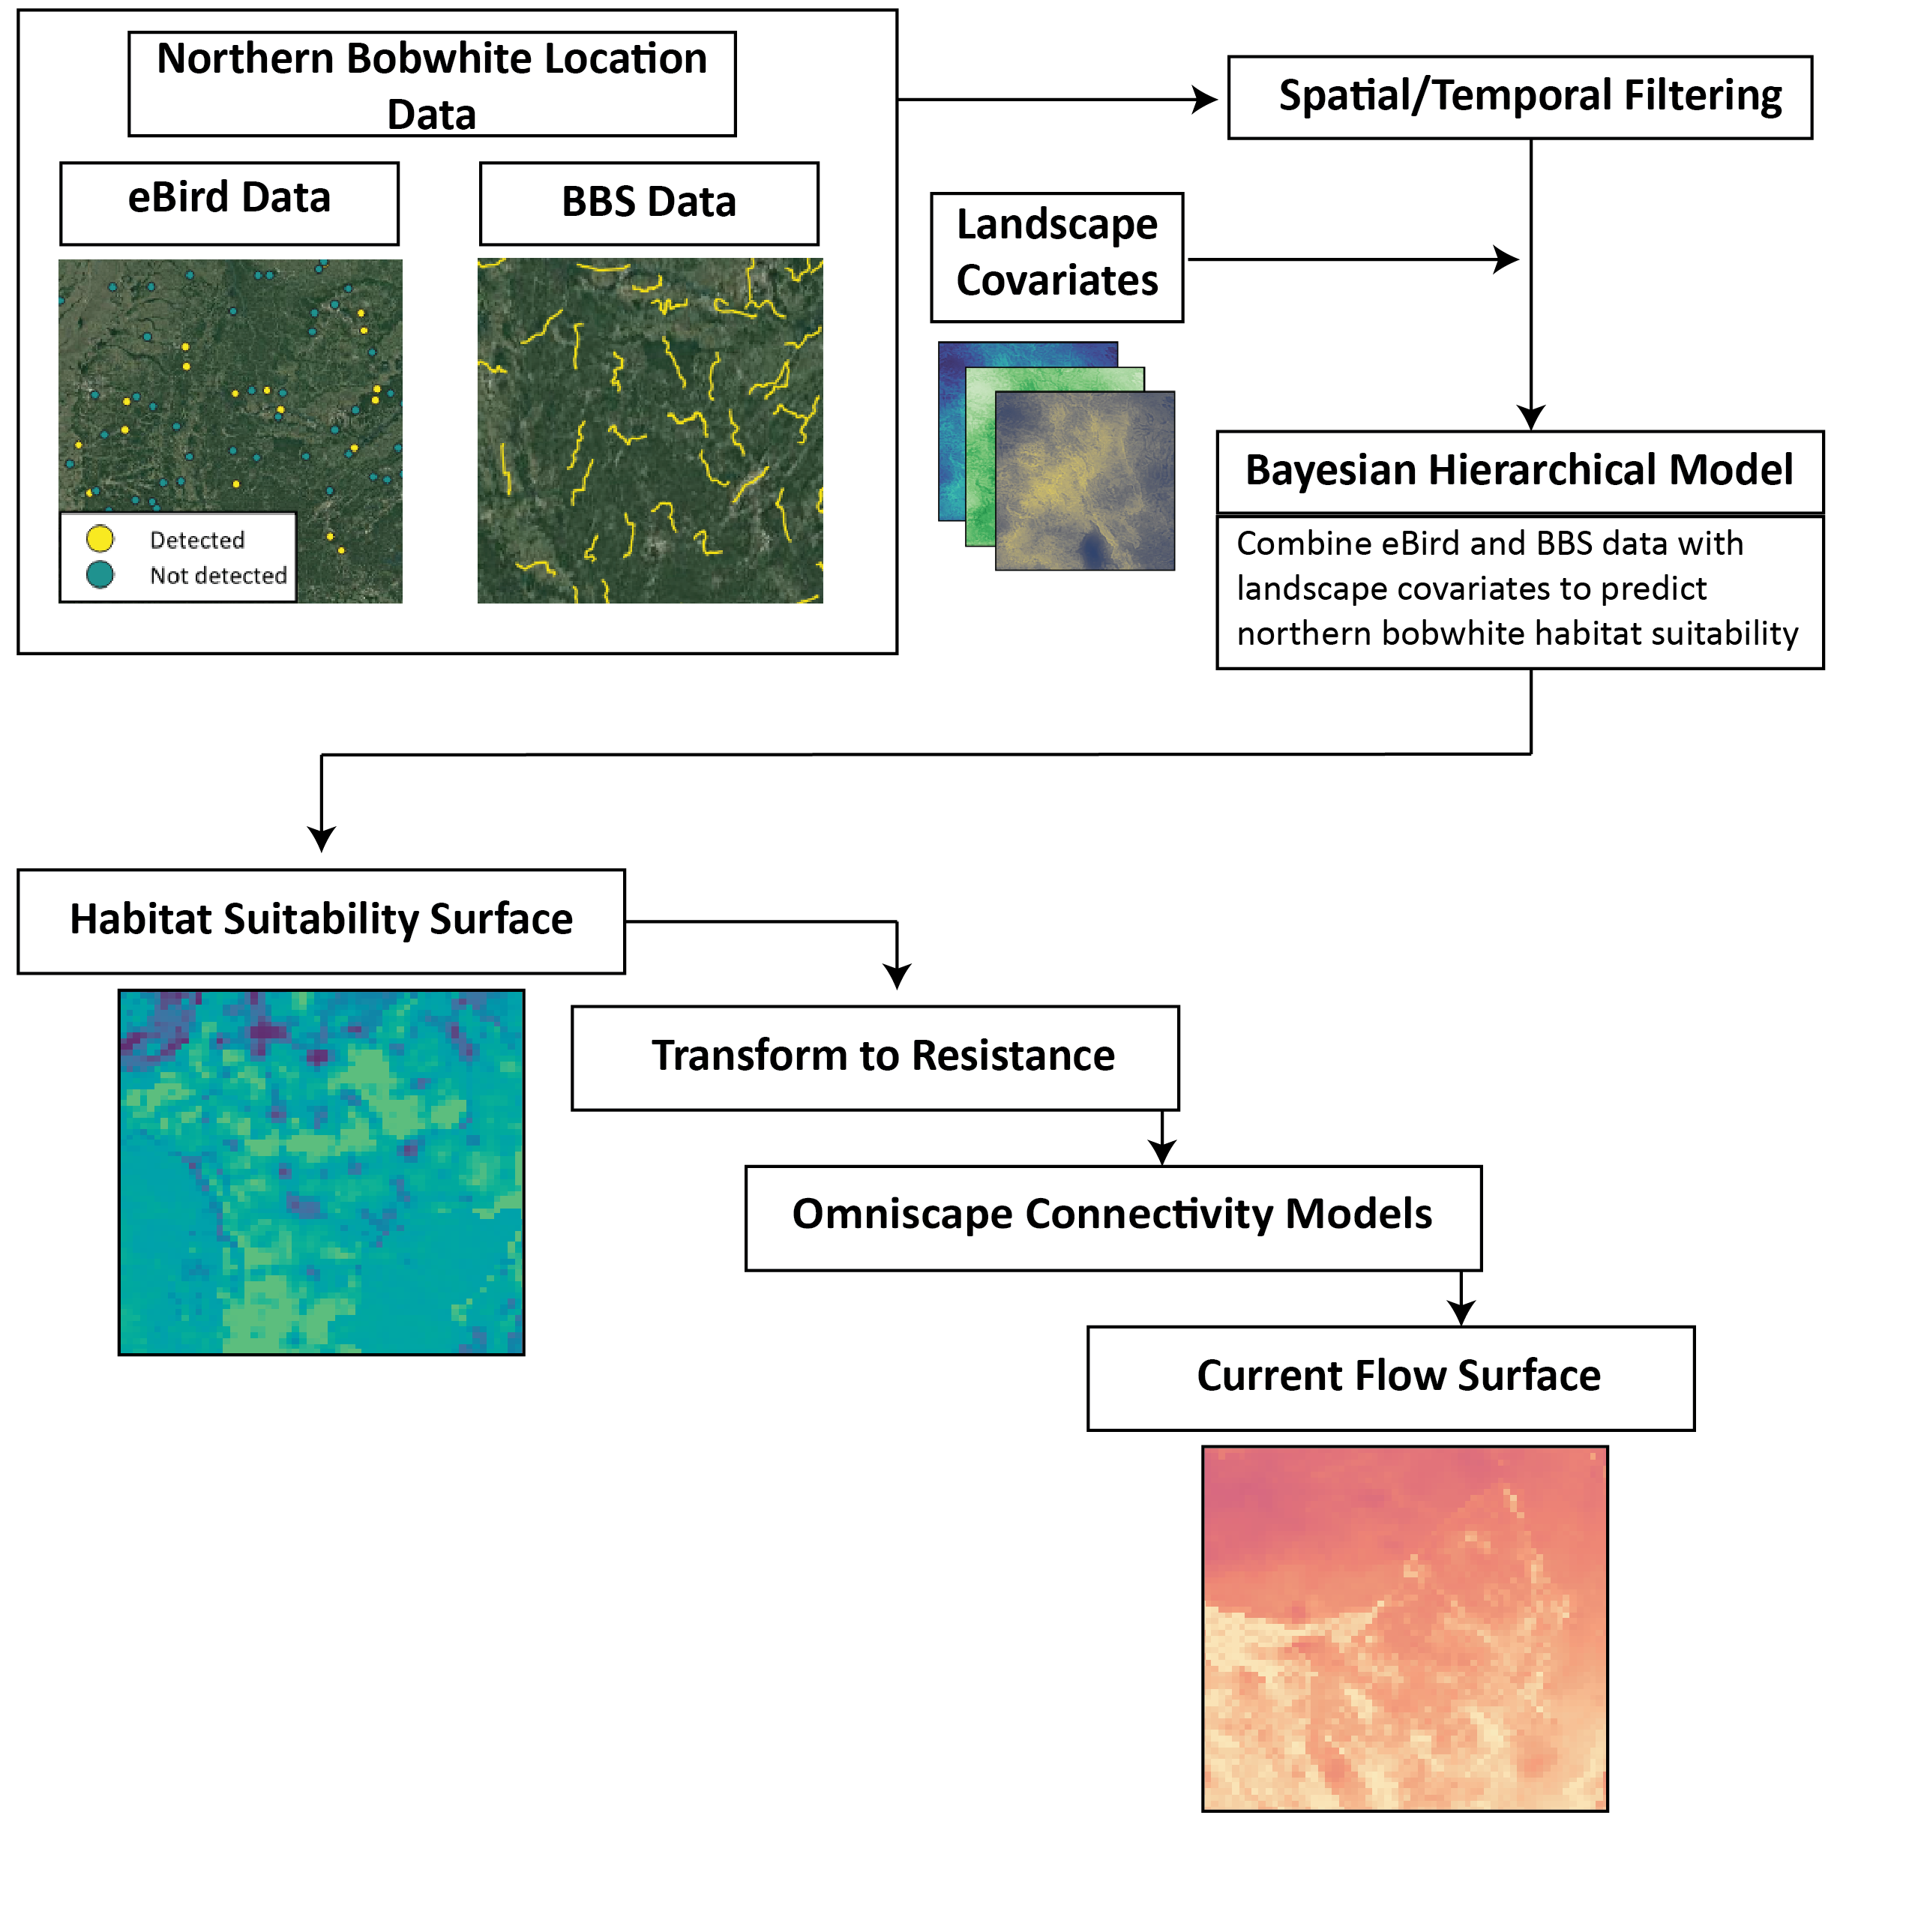 Northern Bobwhite Location
Data
eBird Data
BBS Data
Detected
Not detected
Spatial/Temporal Filtering
Landscape
Covariates
Bayesian Hierarchical Model
Combine eBird and BBS data with
landscape covariates to predict
northern bobwhite habitat suitability
Habitat Suitability Surface
Transform to Resistance
Omniscape Connectivity Models
Current Flow Surface